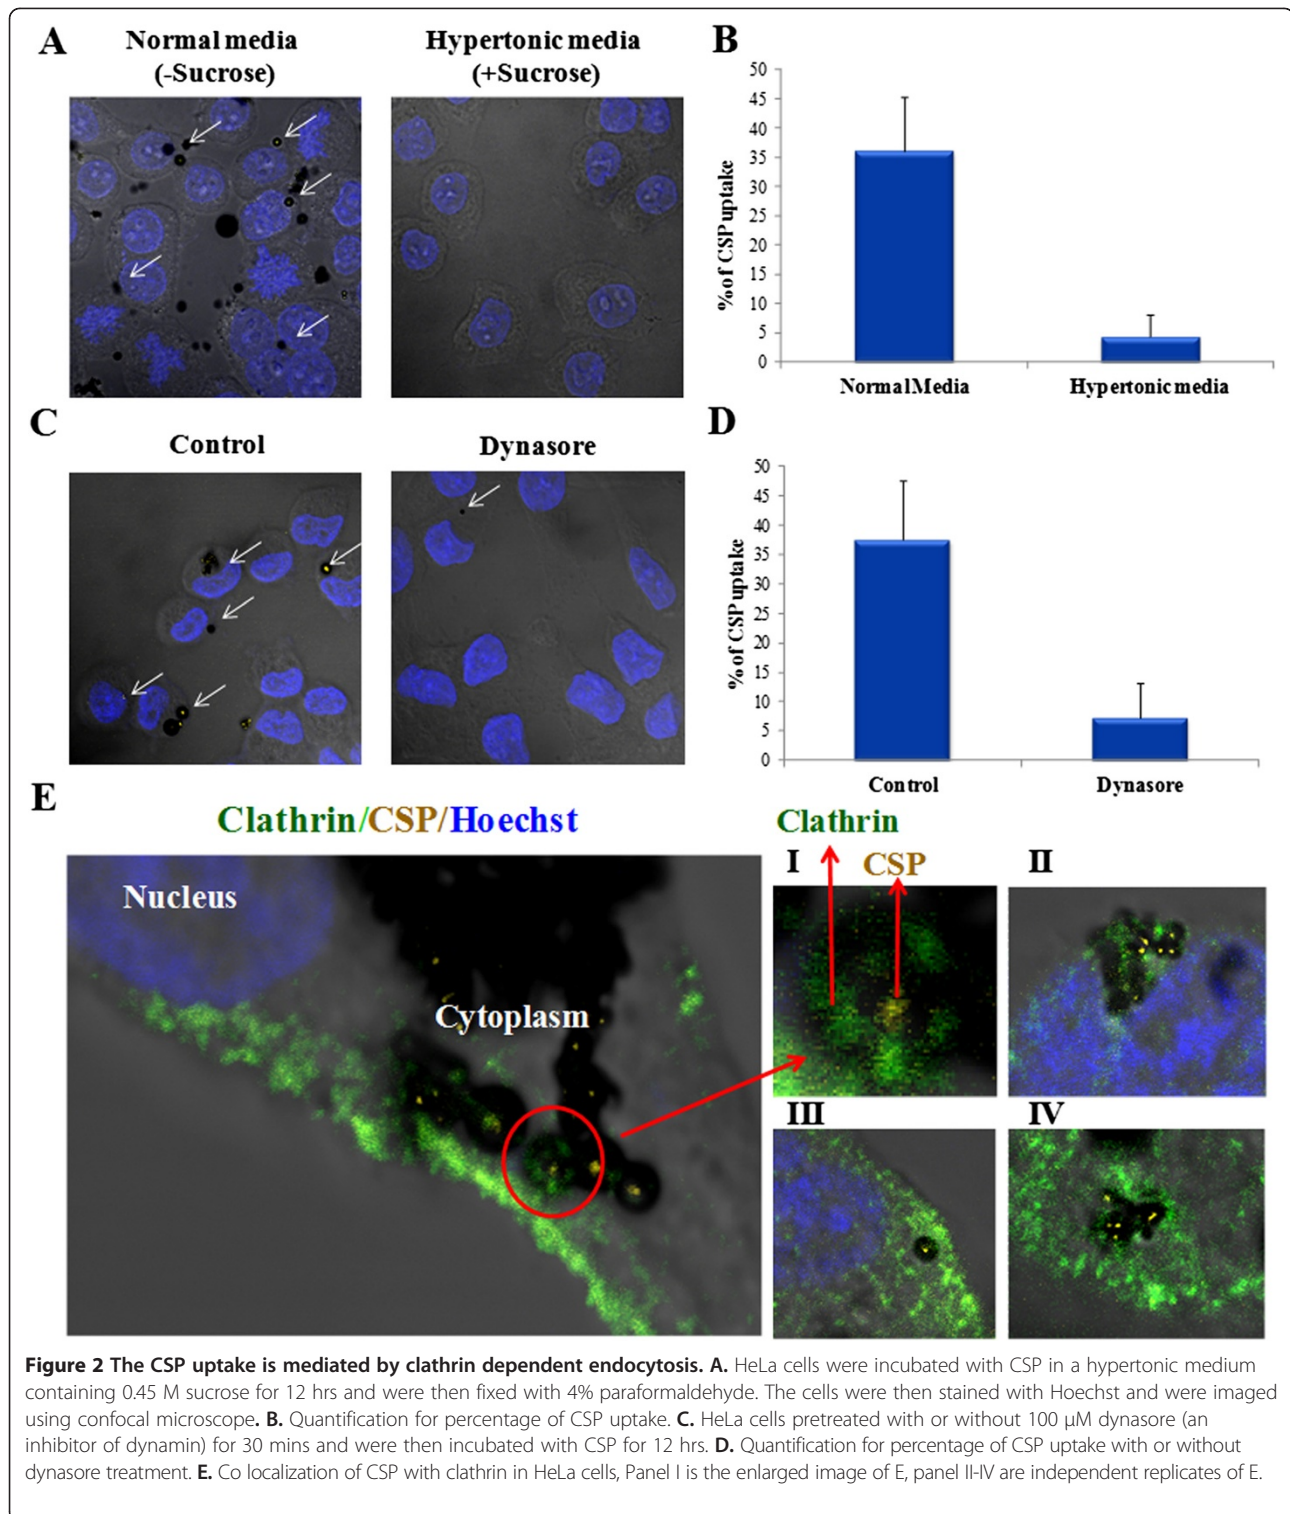 A
Normal media
(-Sucrose)
Hypertonic media
(+Sucrose)
B
50
45
40
35
30
25
20
15
10
5
0
% of CSP uptake
Normal Media
Hypertonic media
C
Control
Dynasore
D
50
45
40
35
30
25
20
15
10
5
0
% of CSP uptake
Control
Dynasore
E
Clathrin/CSP/Hoechst
Nucleus
Cytoplasm
Clathrin
I
CSP
II
III
IV
Figure 2 The CSP uptake is mediated by clathrin dependent endocytosis. A. HeLa cells were incubated with CSP in a hypertonic medium
containing 0.45 M sucrose for 12 hrs and were then fixed with 4% paraformaldehyde. The cells were then stained with Hoechst and were imaged
using confocal microscope. B. Quantification for percentage of CSP uptake. C. HeLa cells pretreated with or without 100 μM dynasore (an
inhibitor of dynamin) for 30 mins and were then incubated with CSP for 12 hrs. D. Quantification for percentage of CSP uptake with or without
dynasore treatment. E. Co localization of CSP with clathrin in HeLa cells, Panel I is the enlarged image of E, panel II-IV are independent replicates of E.